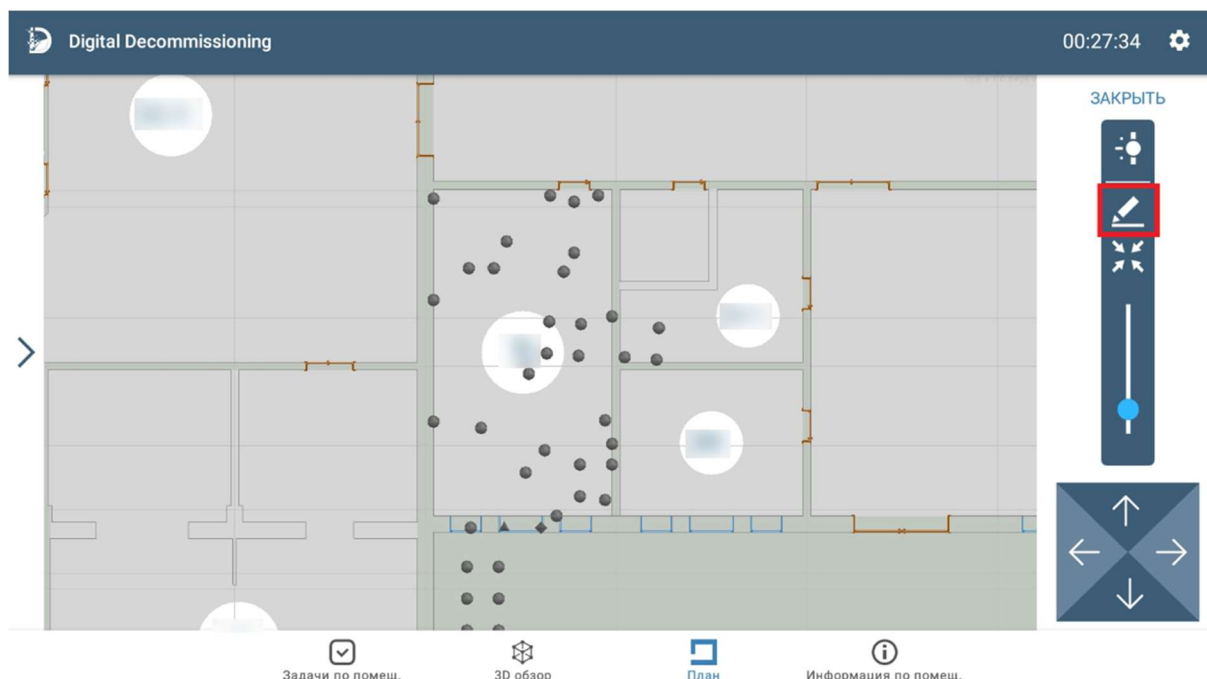 Digital Decommissioning
00:27:34
ЗАКРЫТЬ
Задачи по помещ.
3D обзор
План
Информация по помещ.